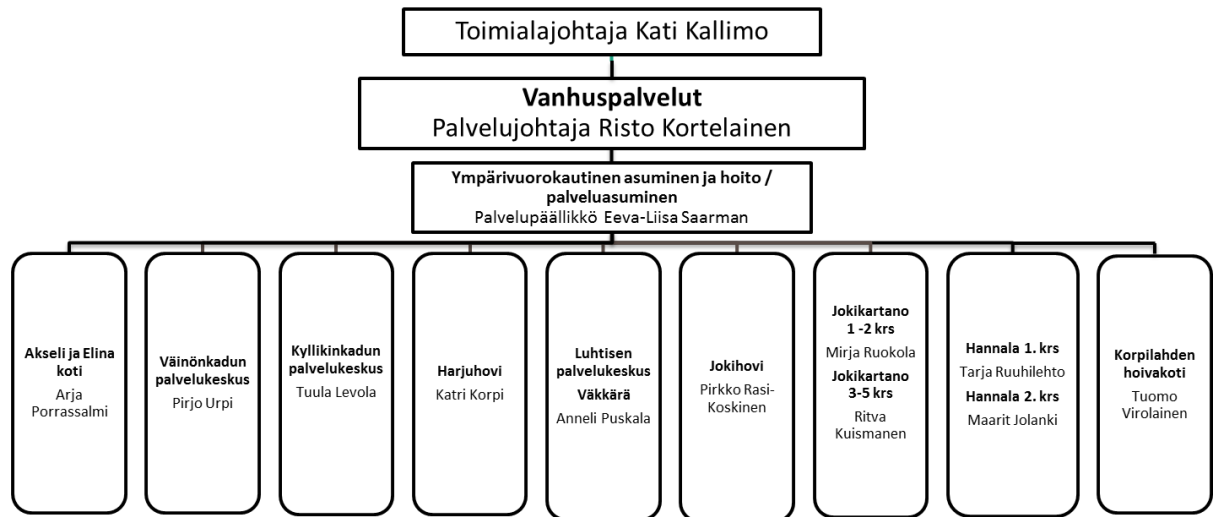 Toimialajohtaja Kati Kallimo
Vanhuspalvelut
Palvelujohtaja Risto Kortelainen
Ympärivuorokautinen asuminen ja hoito /
palveluasuminen
Palvelupäällikkö Eeva-Liisa Saarman
Akseli ja Elina
koti
Arja
Porrassalmi
Väinönkadun
palvelukeskus
Pirjo Urpi
Kyllikinkadun
palvelukeskus
Tuula Levola
Harjuhovi
Katri Korpi
Luhtisen
palvelukeskus
Väkkärä
Anneli Puskala
Jokihovi
Pirkko Rasi-
Koskinen
Jokikartano
1 -2 krs
Mirja Ruokola
Jokikartano
3-5 krs
Ritva
Kuismanen
Hannala 1. krs
Tarja Ruuhilehto
Hannala 2. krs
Maarit Jolanki
Korpilahden
hoivakoti
Tuomo
Virolainen